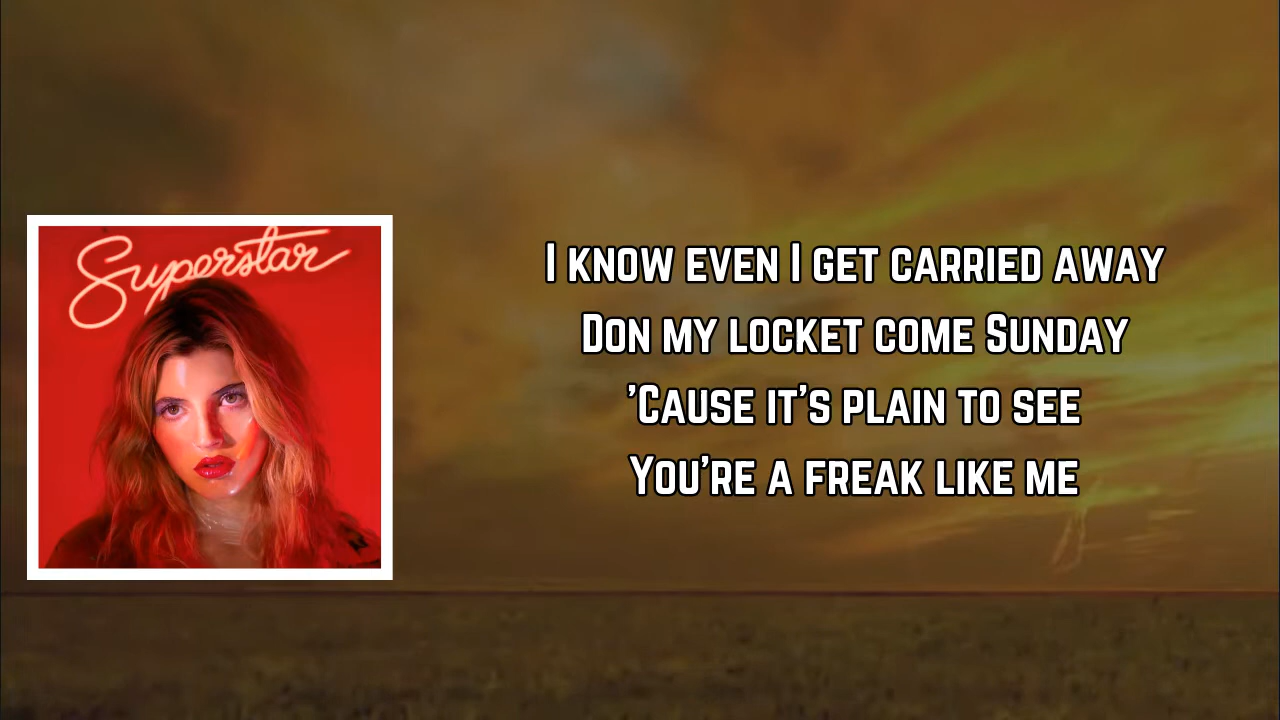 Superstar
I know even I get carried away
Don my locket come Sunday
'Cause it's plain to see
You're a freak like me